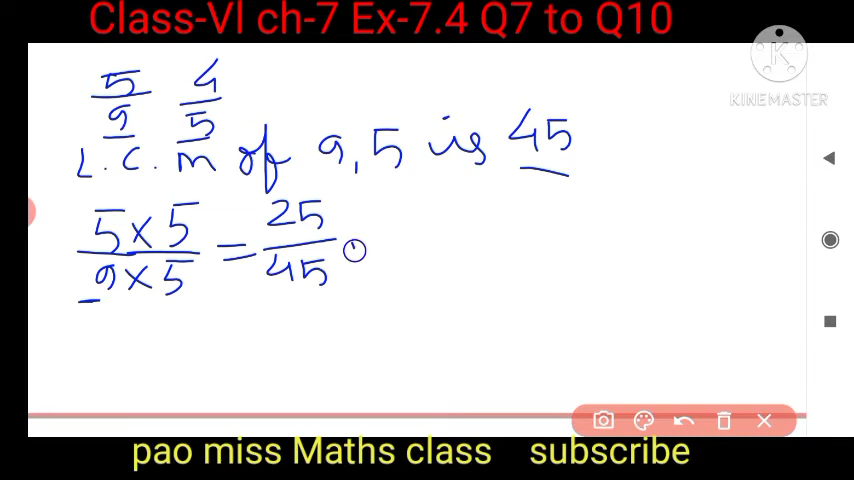 Class-VI ch-7 Ex-7.4 Q7 to Q10
KINEMASTER
5/9 4/5
L.C.M of 9,5 is 45
5×5/9×5 = 25/45
pao miss Maths class subscribe